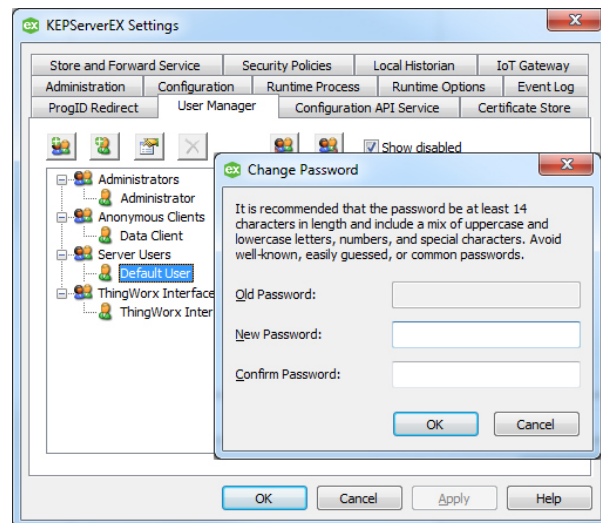 KEPServerEX Settings
Store and Forward Service Security Policies Local Historian IoT Gateway
Administration Configuration Runtime Process Runtime Options Event Log
ProgID Redirect User Manager Configuration API Service Certificate Store
Show disabled
Administrators
Administrator
Anonymous Clients
Data Client
Server Users
Default User
ThingWorx Interface
ThingWorx Inter
Change Password
It is recommended that the password be at least 14
characters in length and include a mix of uppercase and
lowercase letters, numbers, and special characters. Avoid
well-known, easily guessed, or common passwords.
Old Password:
New Password:
Confirm Password:
OK Cancel
OK Cancel Apply Help